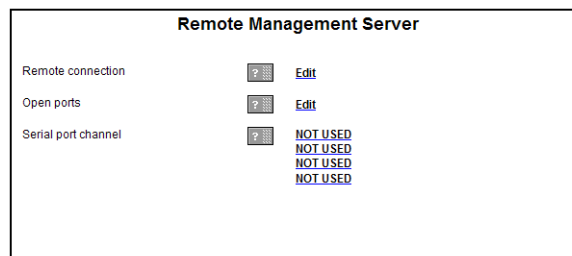 Remote Management Server
Remote connection ? Edit
Open ports ? Edit
Serial port channel ? NOT USED
NOT USED
NOT USED
NOT USED